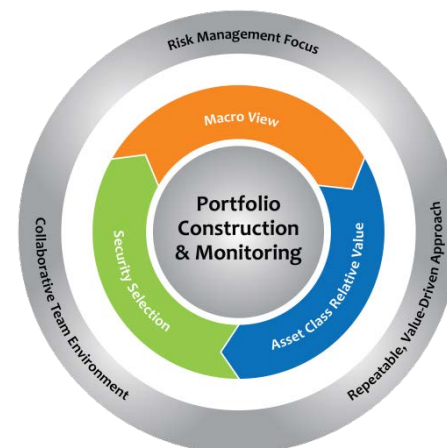 Risk Management Focus
Macro View
Portfolio
Construction
& Monitoring
Security Selection
Asset Class Relative Value
Collaborative Team Environment
Repeatable, Value-Driven Approach